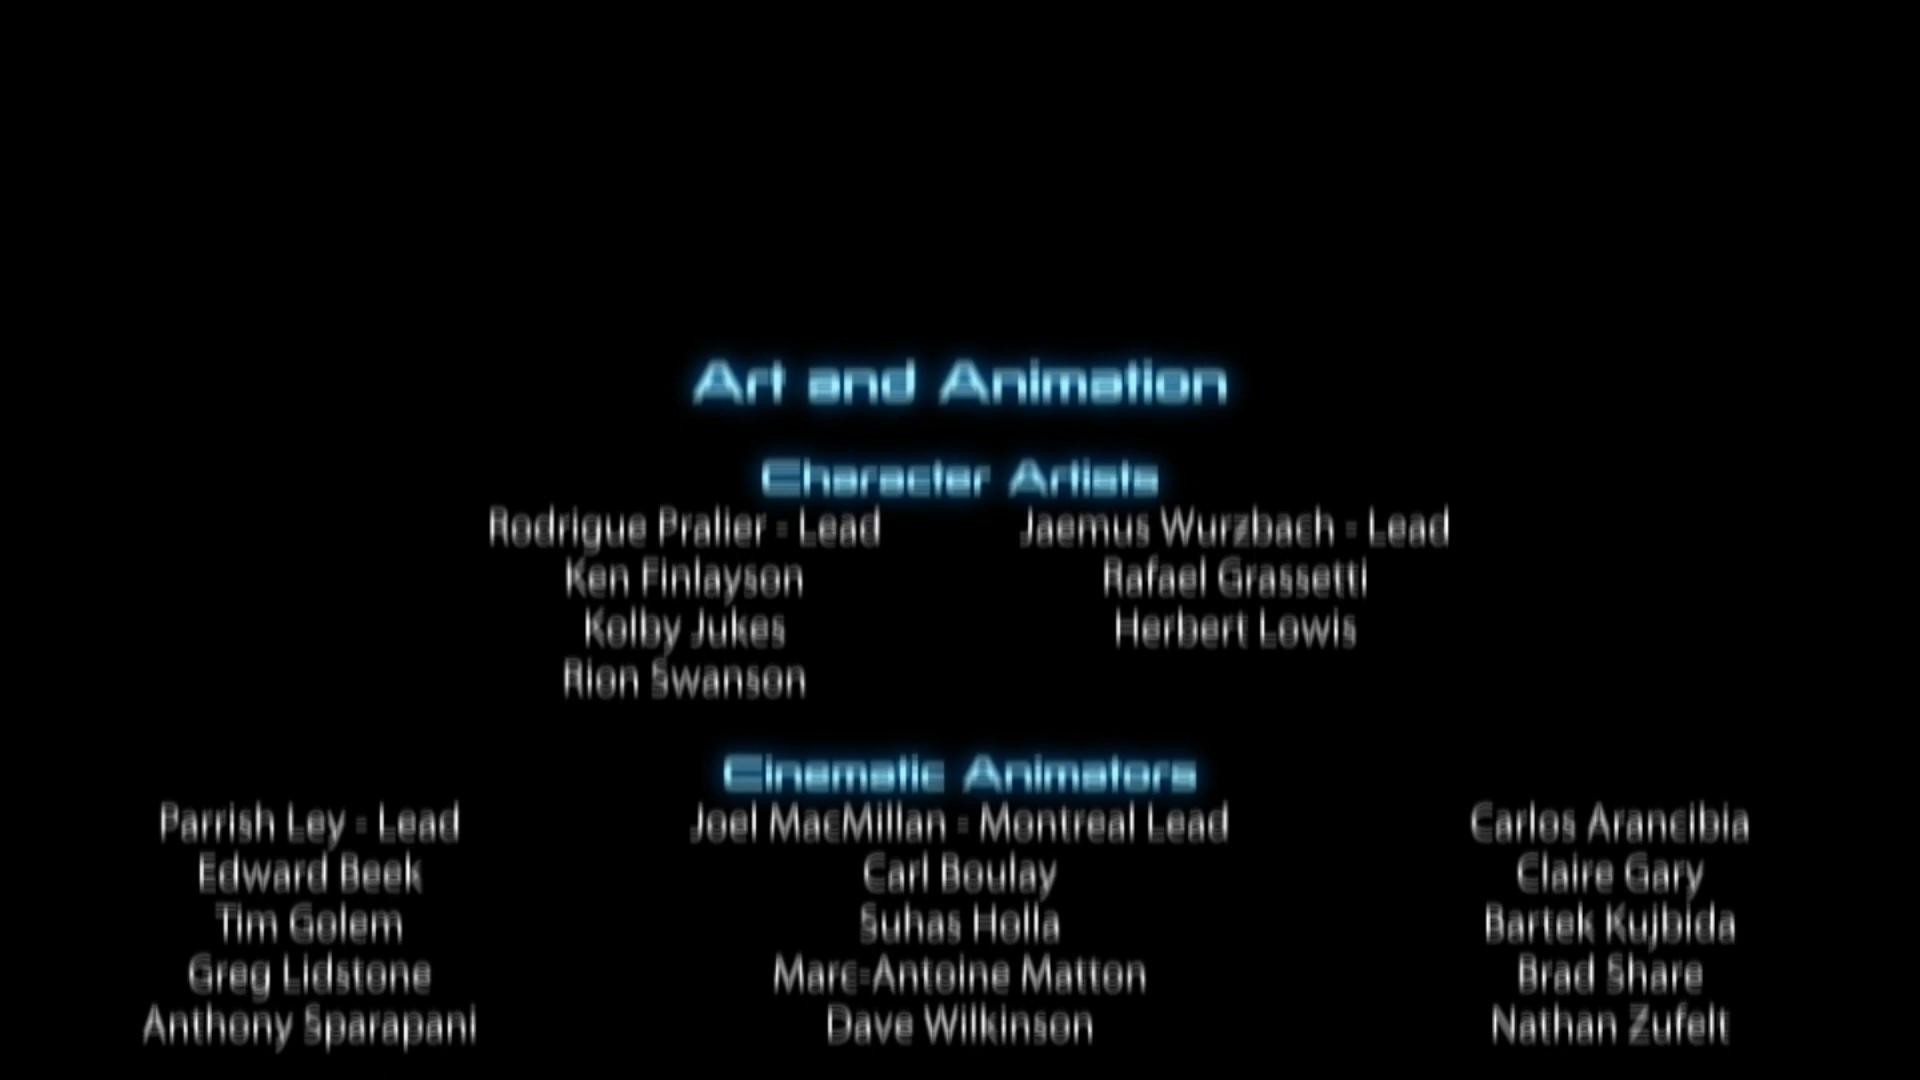 Art and Animation
Character Artists
Rodrigue Pralier - Lead Jaemus Wurzbach - Lead
Ken Finlayson Rafael Grassetti
Kolby Jukes Herbert Lowis
Rion Swanson
Cinematic Animators
Parrish Ley - Lead Joel MacMillan - Montreal Lead Carlos Arancibia
Edward Beek Carl Boulay Claire Gary
Tim Golem Suhas Holla Bartek Kujbida
Greg Lidstone Marc-Antoine Matton Brad Share
Anthony Sparapani Dave Wilkinson Nathan Zufelt